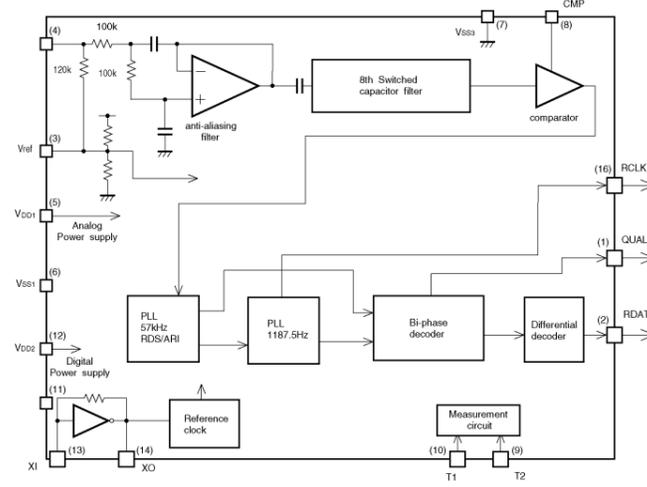 CMP
(4)
100k
(7)
(8)
VSS3
120k
100k
8th Switched
capacitor filter
comparator
anti-aliasing
filter
(3)
Vref
(16)
RCLK
(5)
VDD1
Analog
Power supply
(1)
QUAL
(6)
VSS1
PLL
57kHz
RDS/ARI
PLL
1187.5Hz
Bi-phase
decoder
Differential
decoder
(2)
RDAT
(12)
VDD2
Digital
Power supply
(11)
Reference
clock
Measurement
circuit
(13)
(14)
(10)
(9)
XI
XO
T1
T2